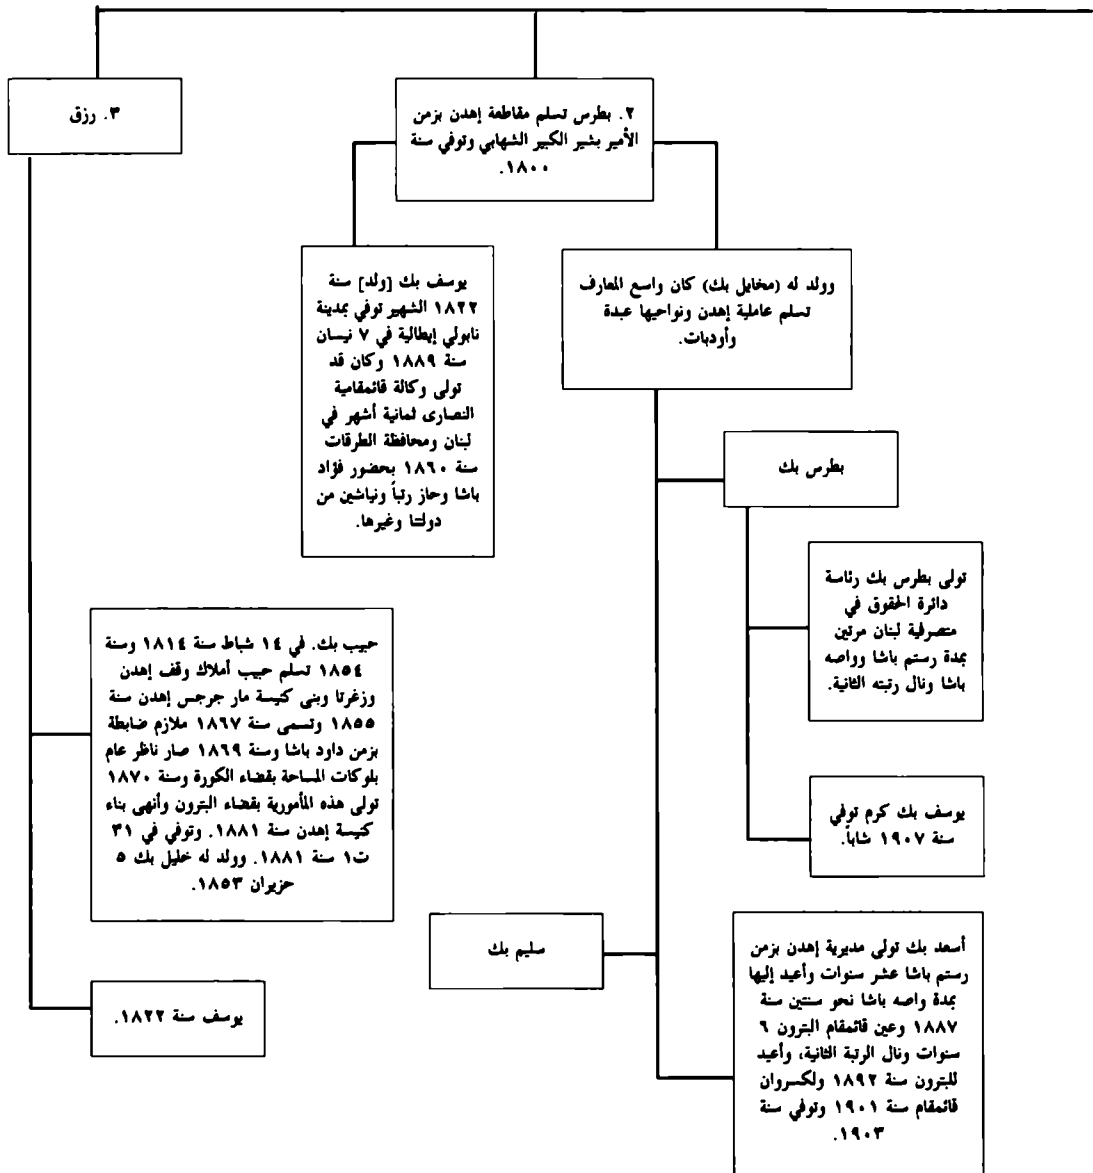 ٢. بطرس تسلم مقاطعة إهدن بزمن
الأمير بشير الكبير الشهابي وتوفي سنة
١٨٠٠.
وولد له (مخايل بك) كان واسع المعارف
تسلم عاملية إهدن ونواحيها عبدة
وأودبات.
بطرس بك
تولى بطرس بك رئاسة
دائرة الحقوق في
متصرفية لبنان مرتين
بمدة رستم باشا وواصه
باشا ونال رتبته الثانية.
يوسف بك كرم توفي
سنة ١٩٠٧ شاباً.
سليم بك
أسعد بك تولى مديرية إهدن بزمن
رستم باشا عشر سنوات وأعيد إليها
بمدة واصه باشا نحو سنتين سنة
١٨٨٧ وعين قائمقام البترون ٦
سنوات ونال الرتبة الثانية، وأعيد
للبترون سنة ١٨٩٢ ولكسروان
قائمقام سنة ١٩٠١ وتوفي سنة
١٩٠٣.
يوسف بك [ولد] سنة
١٨٢٢ الشهير توفي بمدينة
نابولي إيطالية في ٧ نيسان
سنة ١٨٨٩ وكان قد
تولى وكالة قائمقامية
النصارى ثمانية أشهر في
لبنان ومحافظة الطرقات
سنة ١٨٦٠ بحضور فؤاد
باشا وحاز رتباً ونياشين من
دولتنا وغيرها.
٣. رزق
حبيب بك. في ١٤ شباط سنة ١٨١٤ وسنة
١٨٥٤ تسلم حبيب أملاك وقف إهدن
وزغرتا وبنى كنيسة مار جرجس إهدن سنة
١٨٥٥ وتسمى سنة ١٨٦٧ ملازم ضابطة
بزمن داود باشا وسنة ١٨٦٩ صار ناظر عام
بلوكات المساحة بقضاء الكورة وسنة ١٨٧٠
تولى هذه المأمورية بقضاء البترون وأنهى بناء
كنيسة إهدن سنة ١٨٨١. وتوفي في ٣١
ت١ سنة ١٨٨١. وولد له خليل بك ٥
حزيران ١٨٥٣.
يوسف سنة ١٨٢٢.